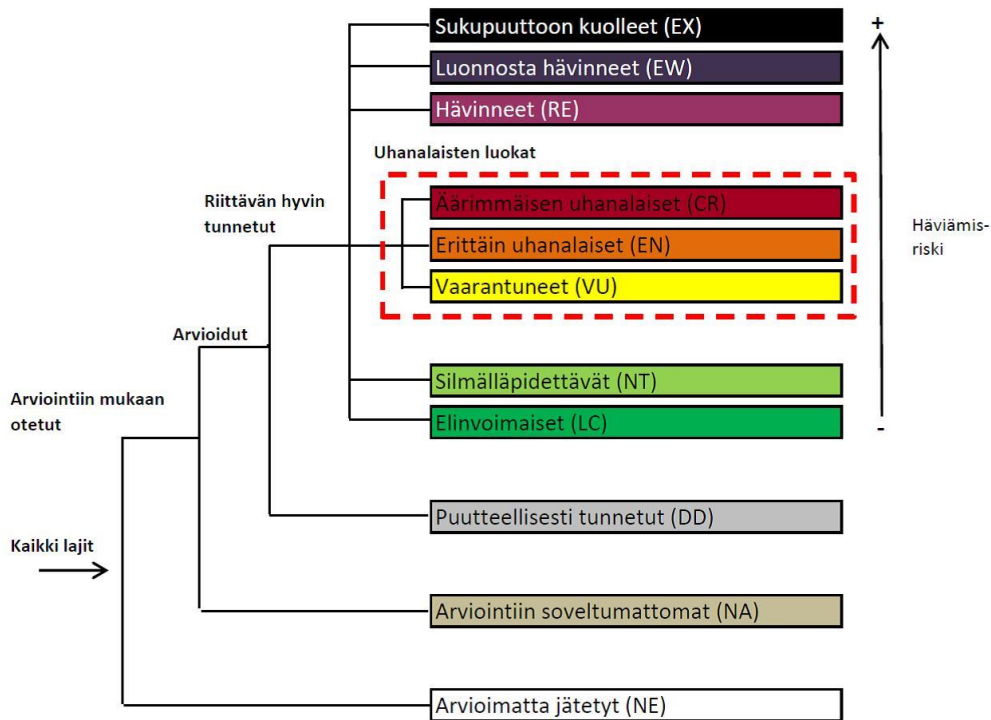 Sukupuuttoon kuolleet (EX)
+
Luonnosta hävinneet (EW)
Hävinneet (RE)
Uhanalaisten luokat
Riittävän hyvin
tunnetut
Äärimmäisen uhanalaiset (CR)
Erittäin uhanalaiset (EN)
Vaarantuneet (VU)
Häviämis-
riski
Arvioidut
Silmälläpidettävät (NT)
Elinvoimaiset (LC)
-
Arviointiin mukaan
otetut
Puutteellisesti tunnetut (DD)
Kaikki lajit
Arviointiin soveltumattomat (NA)
Arvioimatta jätetyt (NE)